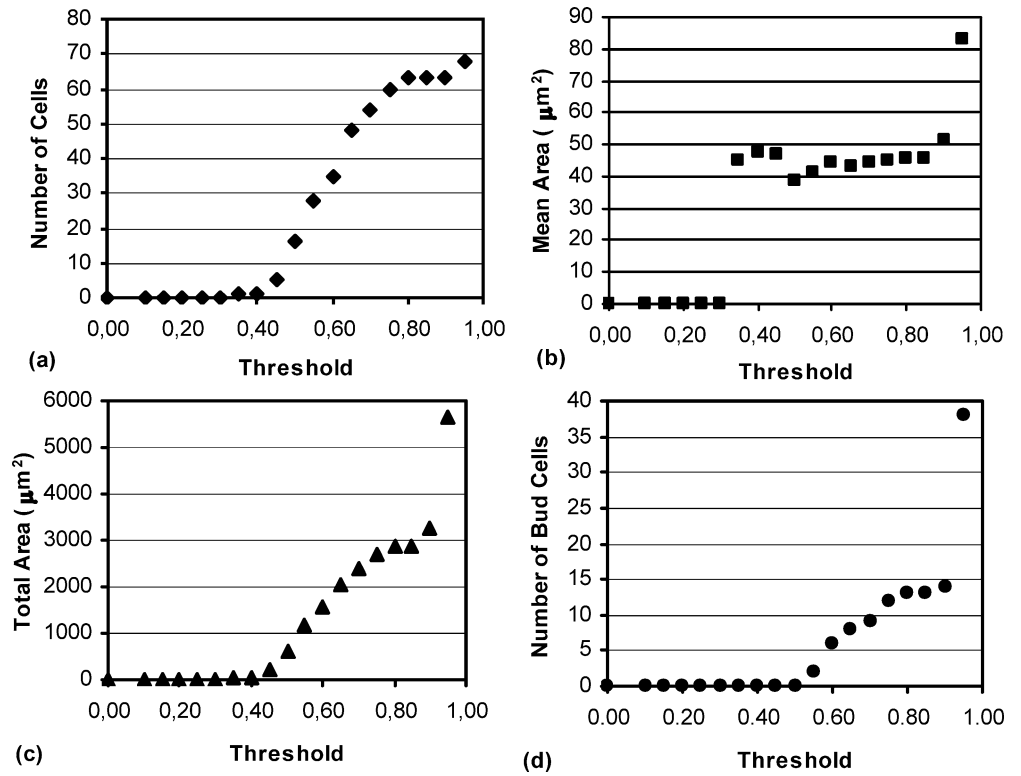 80
70
60
50
40
30
20
10
0
Number of Cells
0,00 0,20 0,40 0,60 0,80 1,00
Threshold
(a)
90
80
70
60
50
40
30
20
10
0
Mean Area ( μm²)
0,00 0,20 0,40 0,60 0,80 1,00
Threshold
(b)
6000
5000
4000
3000
2000
1000
0
Total Area ( μm²)
0,00 0,20 0,40 0,60 0,80 1,00
Threshold
(c)
40
35
30
25
20
15
10
5
0
Number of Bud Cells
0.00 0.20 0.40 0.60 0.80 1.00
Threshold
(d)